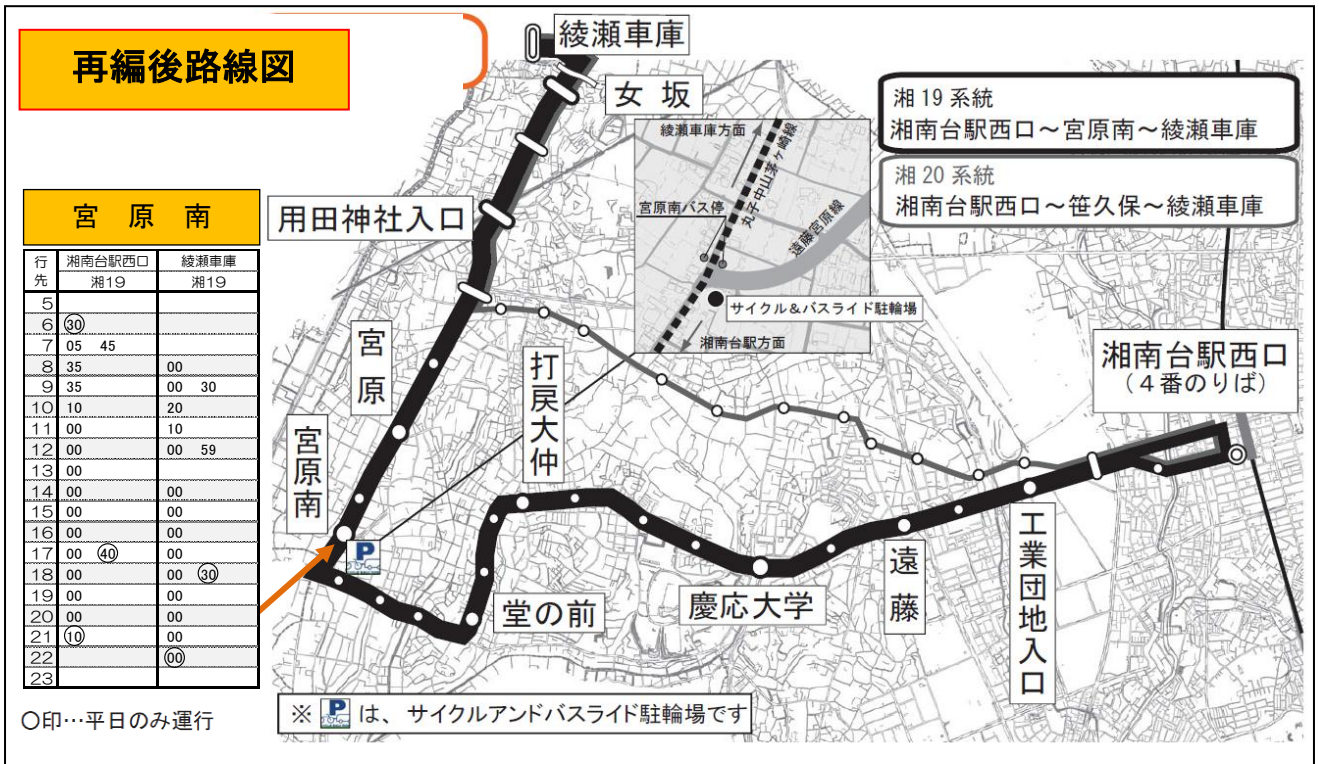 再編後路線図
宮原南
行先 湘南台駅西口 綾瀬車庫
湘19 湘19
5
6 30
7 05 45
8 35 00
9 35 00 30
10 10 20
11 00 10
12 00 00 59
13 00
14 00 00
15 00 00
16 00 00
17 00 40 00
18 00 00 30
19 00 00
20 00 00
21 10 00
22 00
23
〇印…平日のみ運行
綾瀬車庫
女坂
用田神社入口
宮原
宮原南
打戻大仲
堂の前
慶応大学
遠藤
工業団地入口
湘南台駅西口
(4番のりば)
綾瀬車庫方面
丸子中山茅ケ崎線
宮原南バス停
遠藤宮原線
サイクル&バスライド駐輪場
湘南台駅方面
湘19系統
湘南台駅西口～宮原南～綾瀬車庫
湘20系統
湘南台駅西口～笹久保～綾瀬車庫
P
※ P は、サイクルアンドバスライド駐輪場です